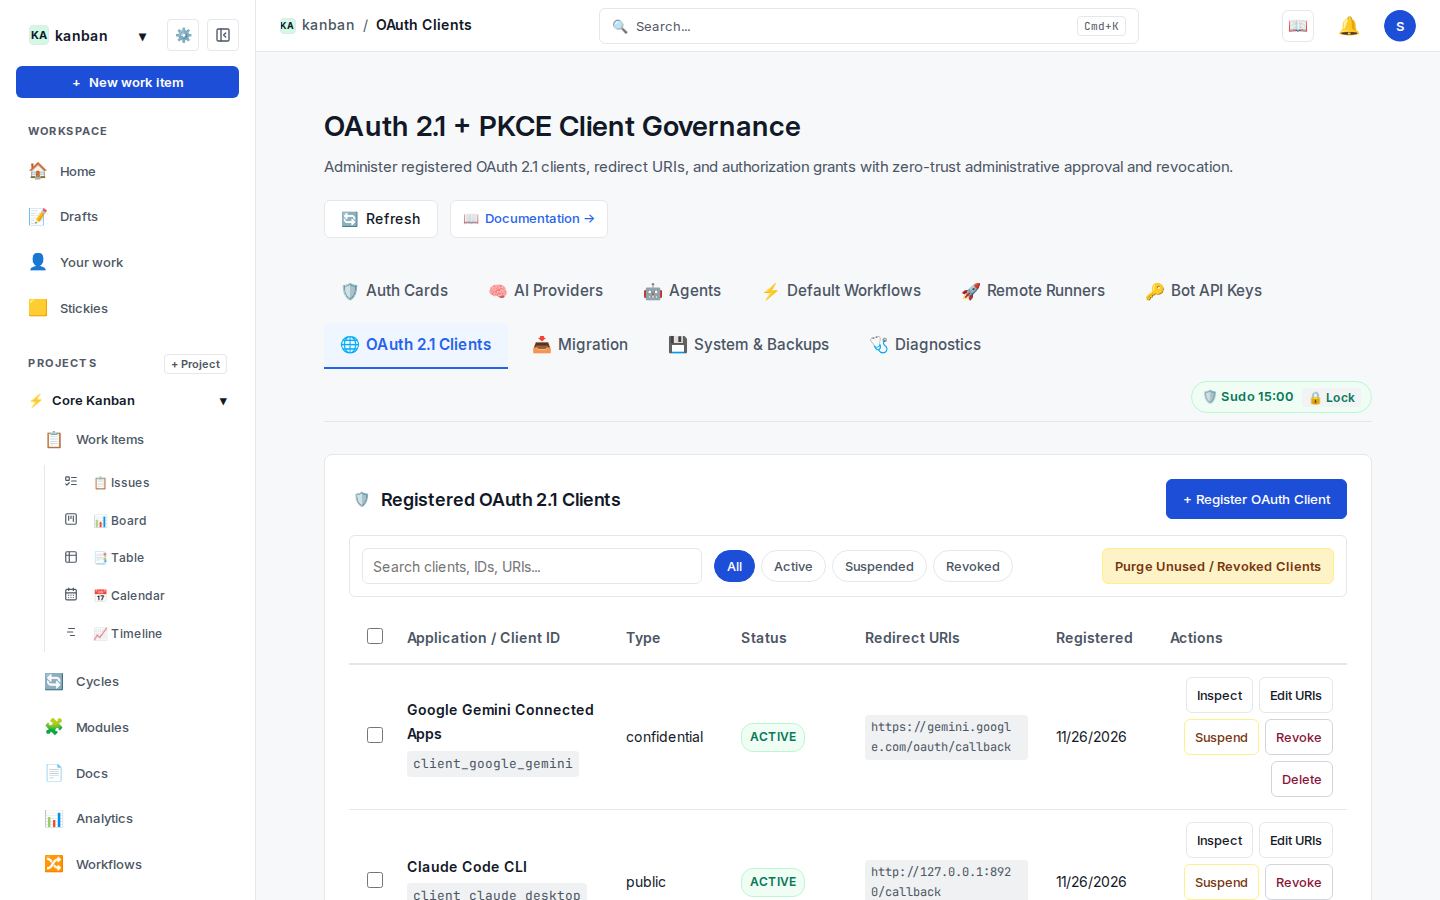 KA kanban ▾
+ New work item
WORKSPACE
Home
Drafts
Your work
Stickies
PROJECTS
+ Project
Core Kanban ▾
Work Items
Issues
Board
Table
Calendar
Timeline
Cycles
Modules
Docs
Analytics
Workflows
KA kanban / OAuth Clients
Search...
Cmd+K
S
OAuth 2.1 + PKCE Client Governance
Administer registered OAuth 2.1 clients, redirect URIs, and authorization grants with zero-trust administrative approval and revocation.
Refresh
Documentation →
Auth Cards
AI Providers
Agents
Default Workflows
Remote Runners
Bot API Keys
OAuth 2.1 Clients
Migration
System & Backups
Diagnostics
Sudo 15:00
Lock
Registered OAuth 2.1 Clients
+ Register OAuth Client
Search clients, IDs, URIs...
All
Active
Suspended
Revoked
Purge Unused / Revoked Clients
Application / Client ID
Type
Status
Redirect URIs
Registered
Actions
Google Gemini Connected
Apps
client_google_gemini
confidential
ACTIVE
https://gemini.googl
e.com/oauth/callback
11/26/2026
Inspect
Edit URIs
Suspend
Revoke
Delete
Claude Code CLI
client_claude_desktop
public
ACTIVE
http://127.0.0.1:892
0/callback
11/26/2026
Inspect
Edit URIs
Suspend
Revoke